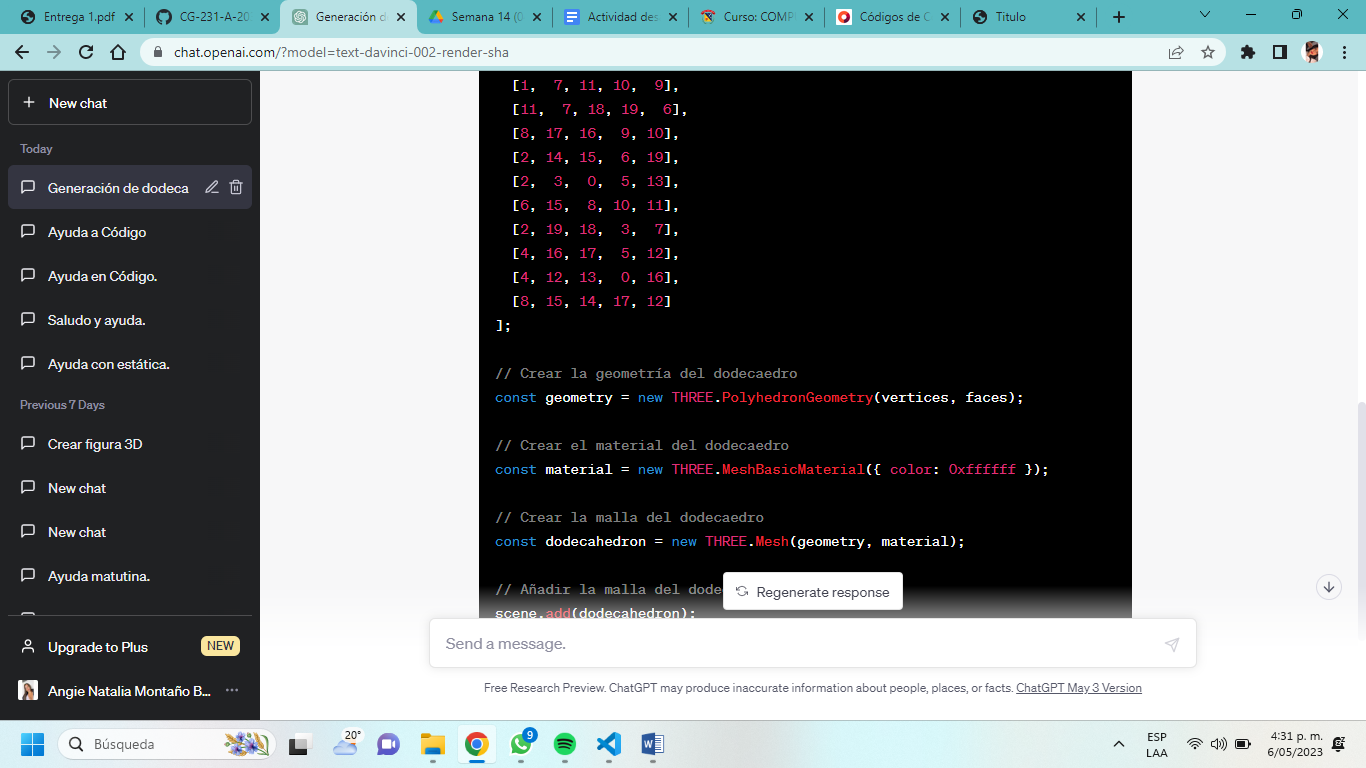 Entrega 1.pdf
CG-231-A-20
Generación d
Semana 14 (0
Actividad des
Curso: COMP
Códigos de C
Titulo
chat.openai.com/?model=text-davinci-002-render-sha
New chat
Today
Generación de dodeca
Ayuda a Código
Ayuda en Código.
Saludo y ayuda.
Ayuda con estática.
Previous 7 Days
Crear figura 3D
New chat
New chat
Ayuda matutina.
Upgrade to Plus NEW
Angie Natalia Montaño B...
[1, 7, 11, 10, 9],
[11, 7, 18, 19, 6],
[8, 17, 16, 9, 10],
[2, 14, 15, 6, 19],
[2, 3, 0, 5, 13],
[6, 15, 8, 10, 11],
[2, 19, 18, 3, 7],
[4, 16, 17, 5, 12],
[4, 12, 13, 0, 16],
[8, 15, 14, 17, 12]
];
// Crear la geometría del dodecaedro
const geometry = new THREE.PolyhedronGeometry(vertices, faces);
// Crear el material del dodecaedro
const material = new THREE.MeshBasicMaterial({ color: 0xffffff });
// Crear la malla del dodecaedro
const dodecahedron = new THREE.Mesh(geometry, material);
// Añadir la malla del dode
scene.add(dodecahedron);
Regenerate response
Send a message.
Free Research Preview. ChatGPT may produce inaccurate information about people, places, or facts. ChatGPT May 3 Version
Búsqueda
20°
9
ESP
LAA
4:31 p. m.
6/05/2023